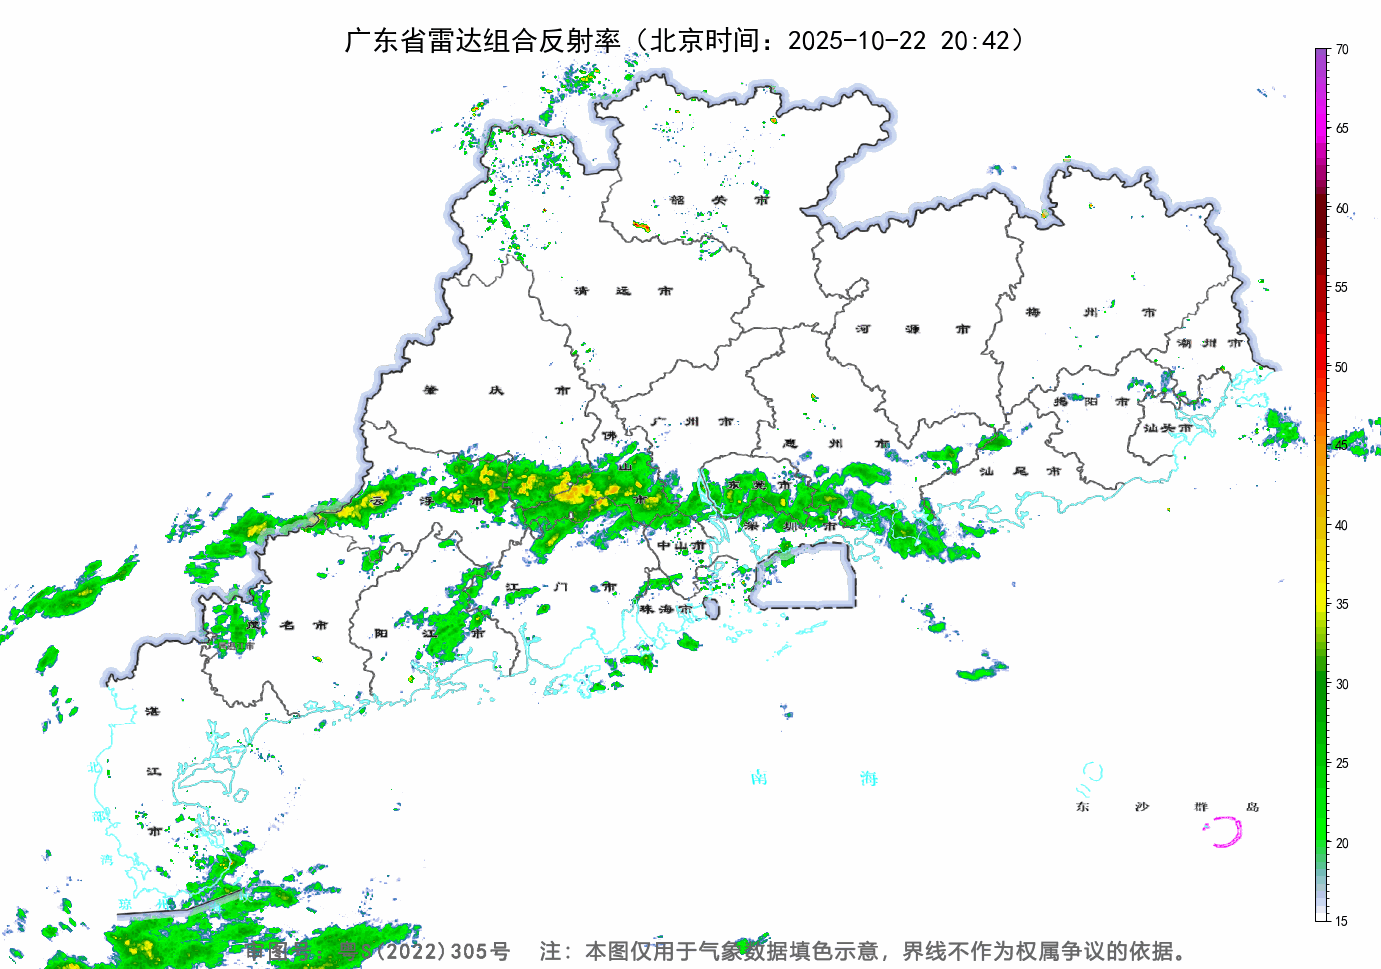 广东省雷达组合反射率（北京时间：2025-10-22 20:42）
70
65
60
55
50
45
40
35
30
25
20
15
韶关市
清远市
梅州市
河源市
潮州市
肇庆市
揭阳市
广州市
汕头市
佛山市
惠州市
汕尾市
东莞市
云浮市
深圳市
中山市
江门市
珠海市
茂名市
阳江市
湛江市
北部湾
南海
东沙群岛
琼州
审图号：粤S(2022)305号 注：本图仅用于气象数据填色示意，界线不作为权属争议的依据。